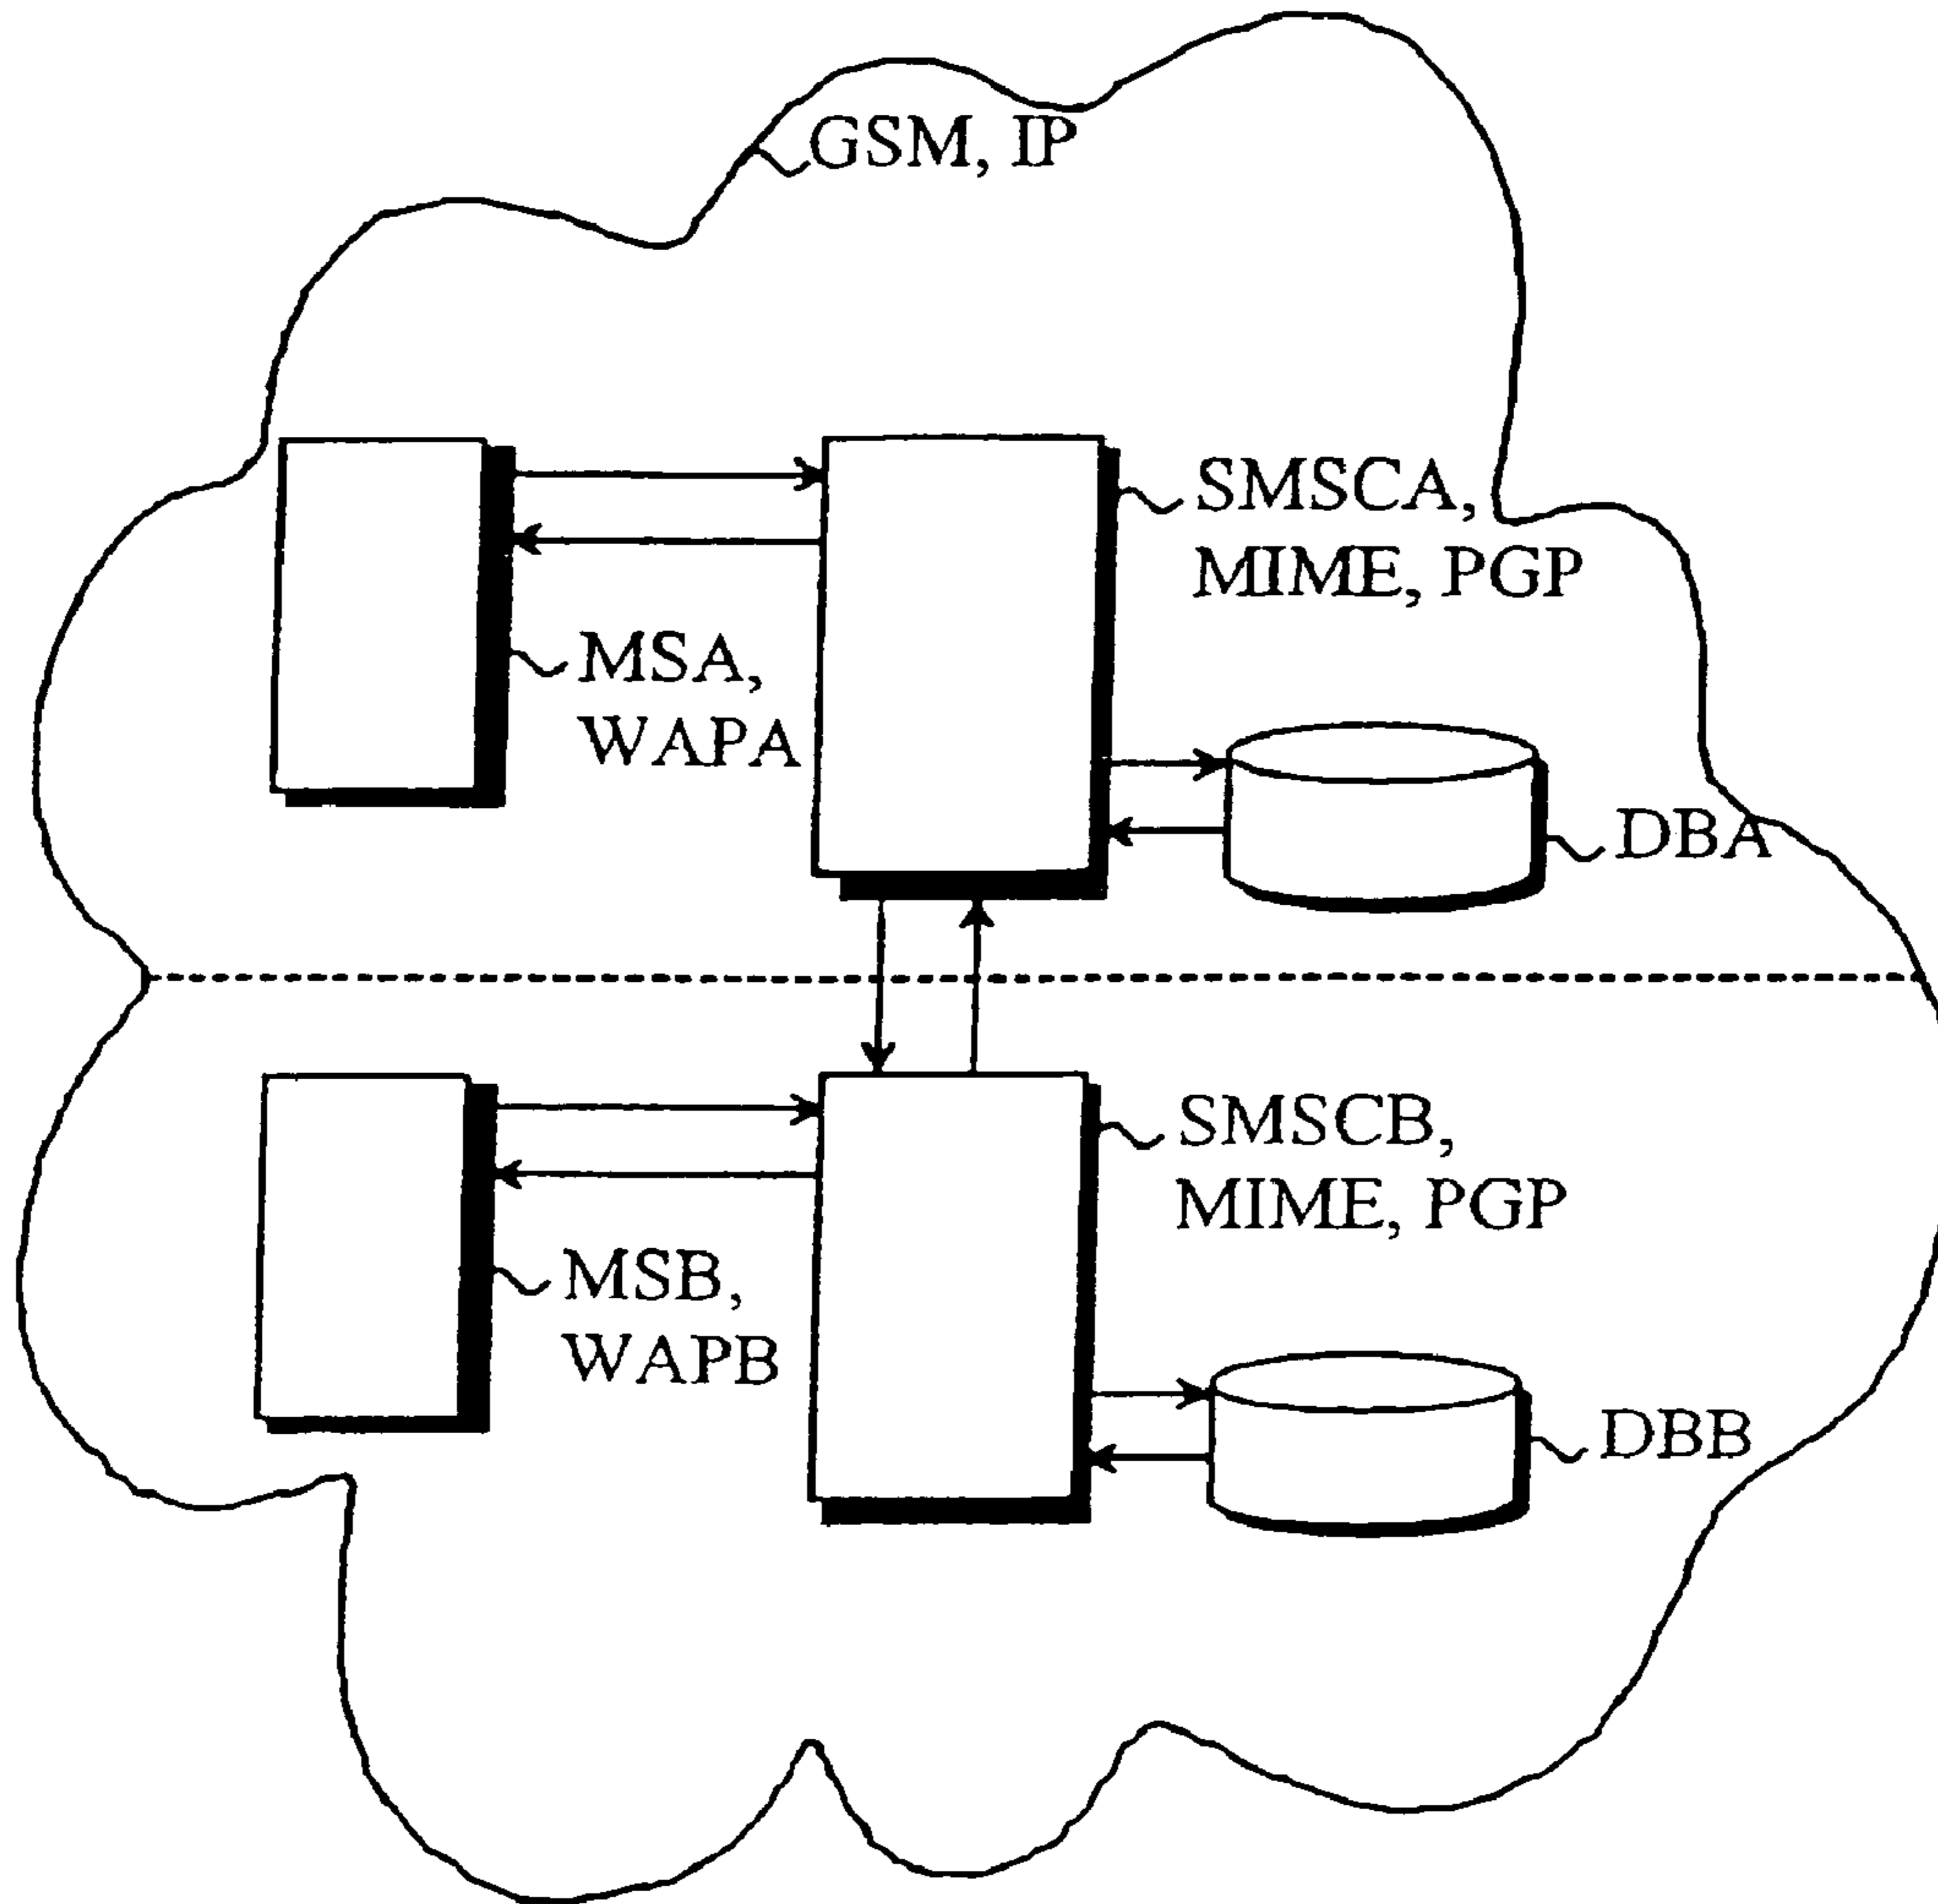 GSM, IP
SMSCA,
MIME, PGP
MSA,
WAPA
DBA
SMSCB,
MIME, PGP
MSB,
WAPB
DBB